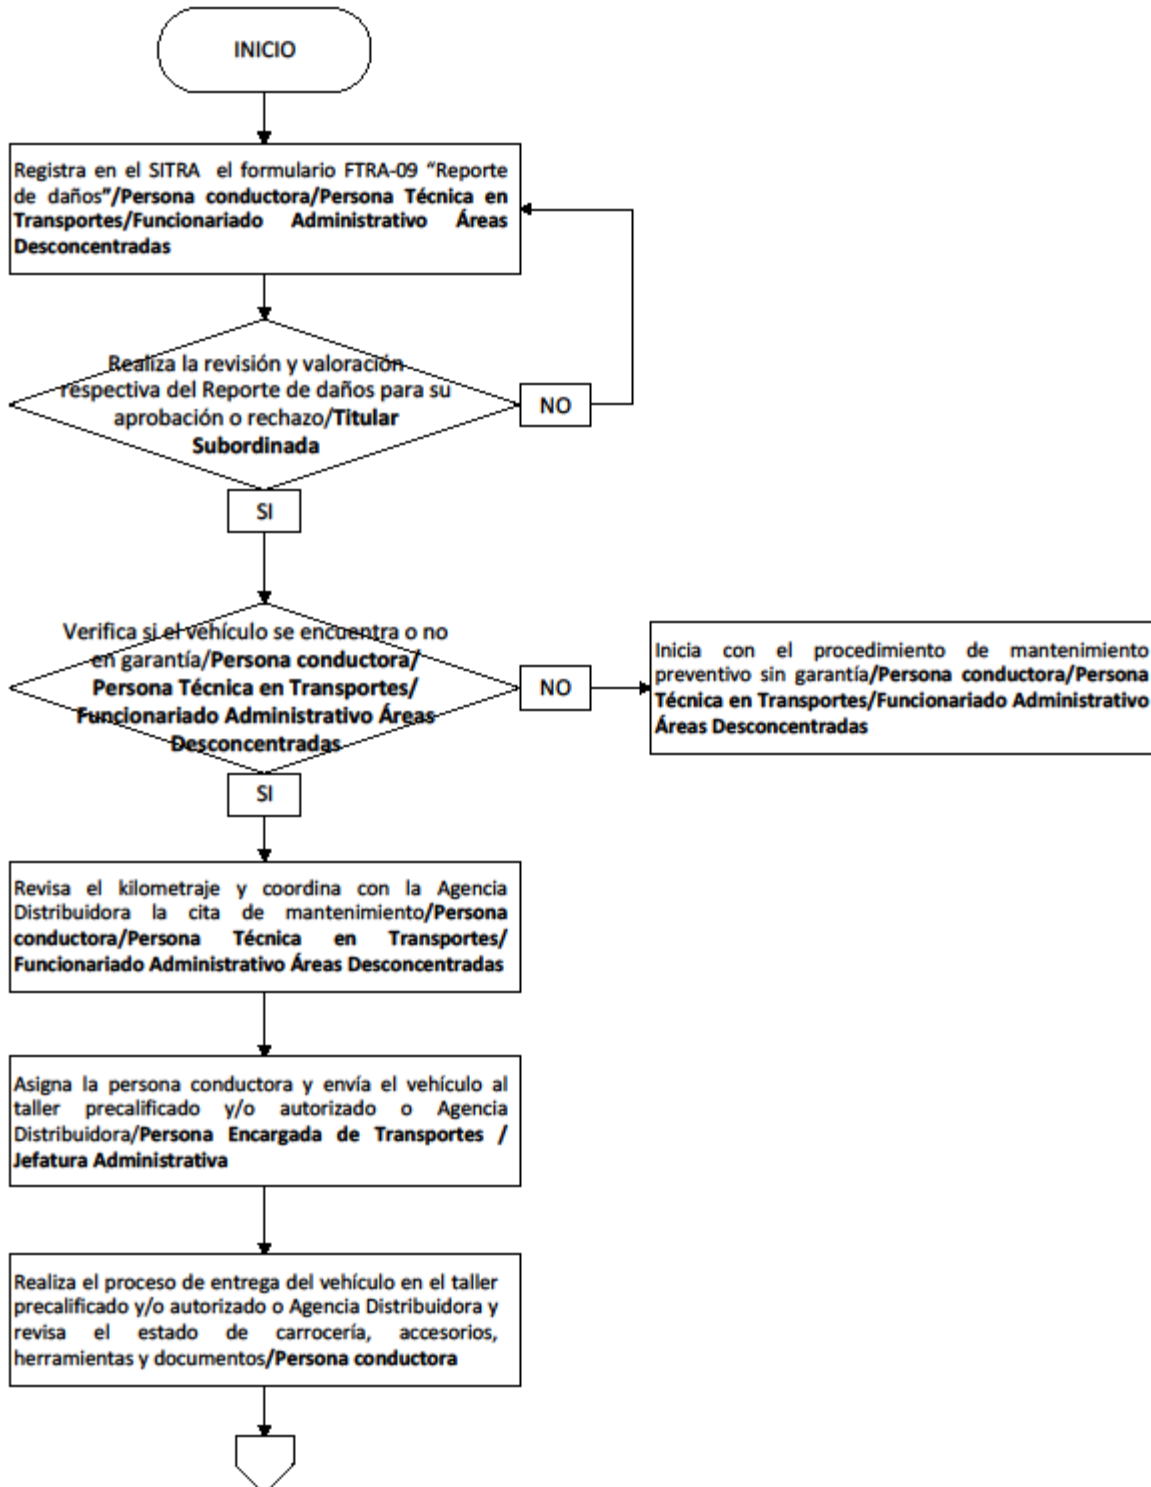 INICIO
Registra en el SITRA el formulario FTRA-09 “Reporte
de daños”/Persona conductora/Persona Técnica en
Transportes/Funcionariado Administrativo Áreas
Desconcentradas
Realiza la revisión y valoración
respectiva del Reporte de daños para su
aprobación o rechazo/Titular
Subordinada
NO
SI
Verifica si el vehículo se encuentra o no
en garantía/Persona conductora/
Persona Técnica en Transportes/
Funcionariado Administrativo Áreas
Desconcentradas
NO
Inicia con el procedimiento de mantenimiento
preventivo sin garantía/Persona conductora/Persona
Técnica en Transportes/Funcionariado Administrativo
Áreas Desconcentradas
SI
Revisa el kilometraje y coordina con la Agencia
Distribuidora la cita de mantenimiento/Persona
conductora/Persona Técnica en Transportes/
Funcionariado Administrativo Áreas Desconcentradas
Asigna la persona conductora y envía el vehículo al
taller precalificado y/o autorizado o Agencia
Distribuidora/Persona Encargada de Transportes /
Jefatura Administrativa
Realiza el proceso de entrega del vehículo en el taller
precalificado y/o autorizado o Agencia Distribuidora y
revisa el estado de carrocería, accesorios,
herramientas y documentos/Persona conductora